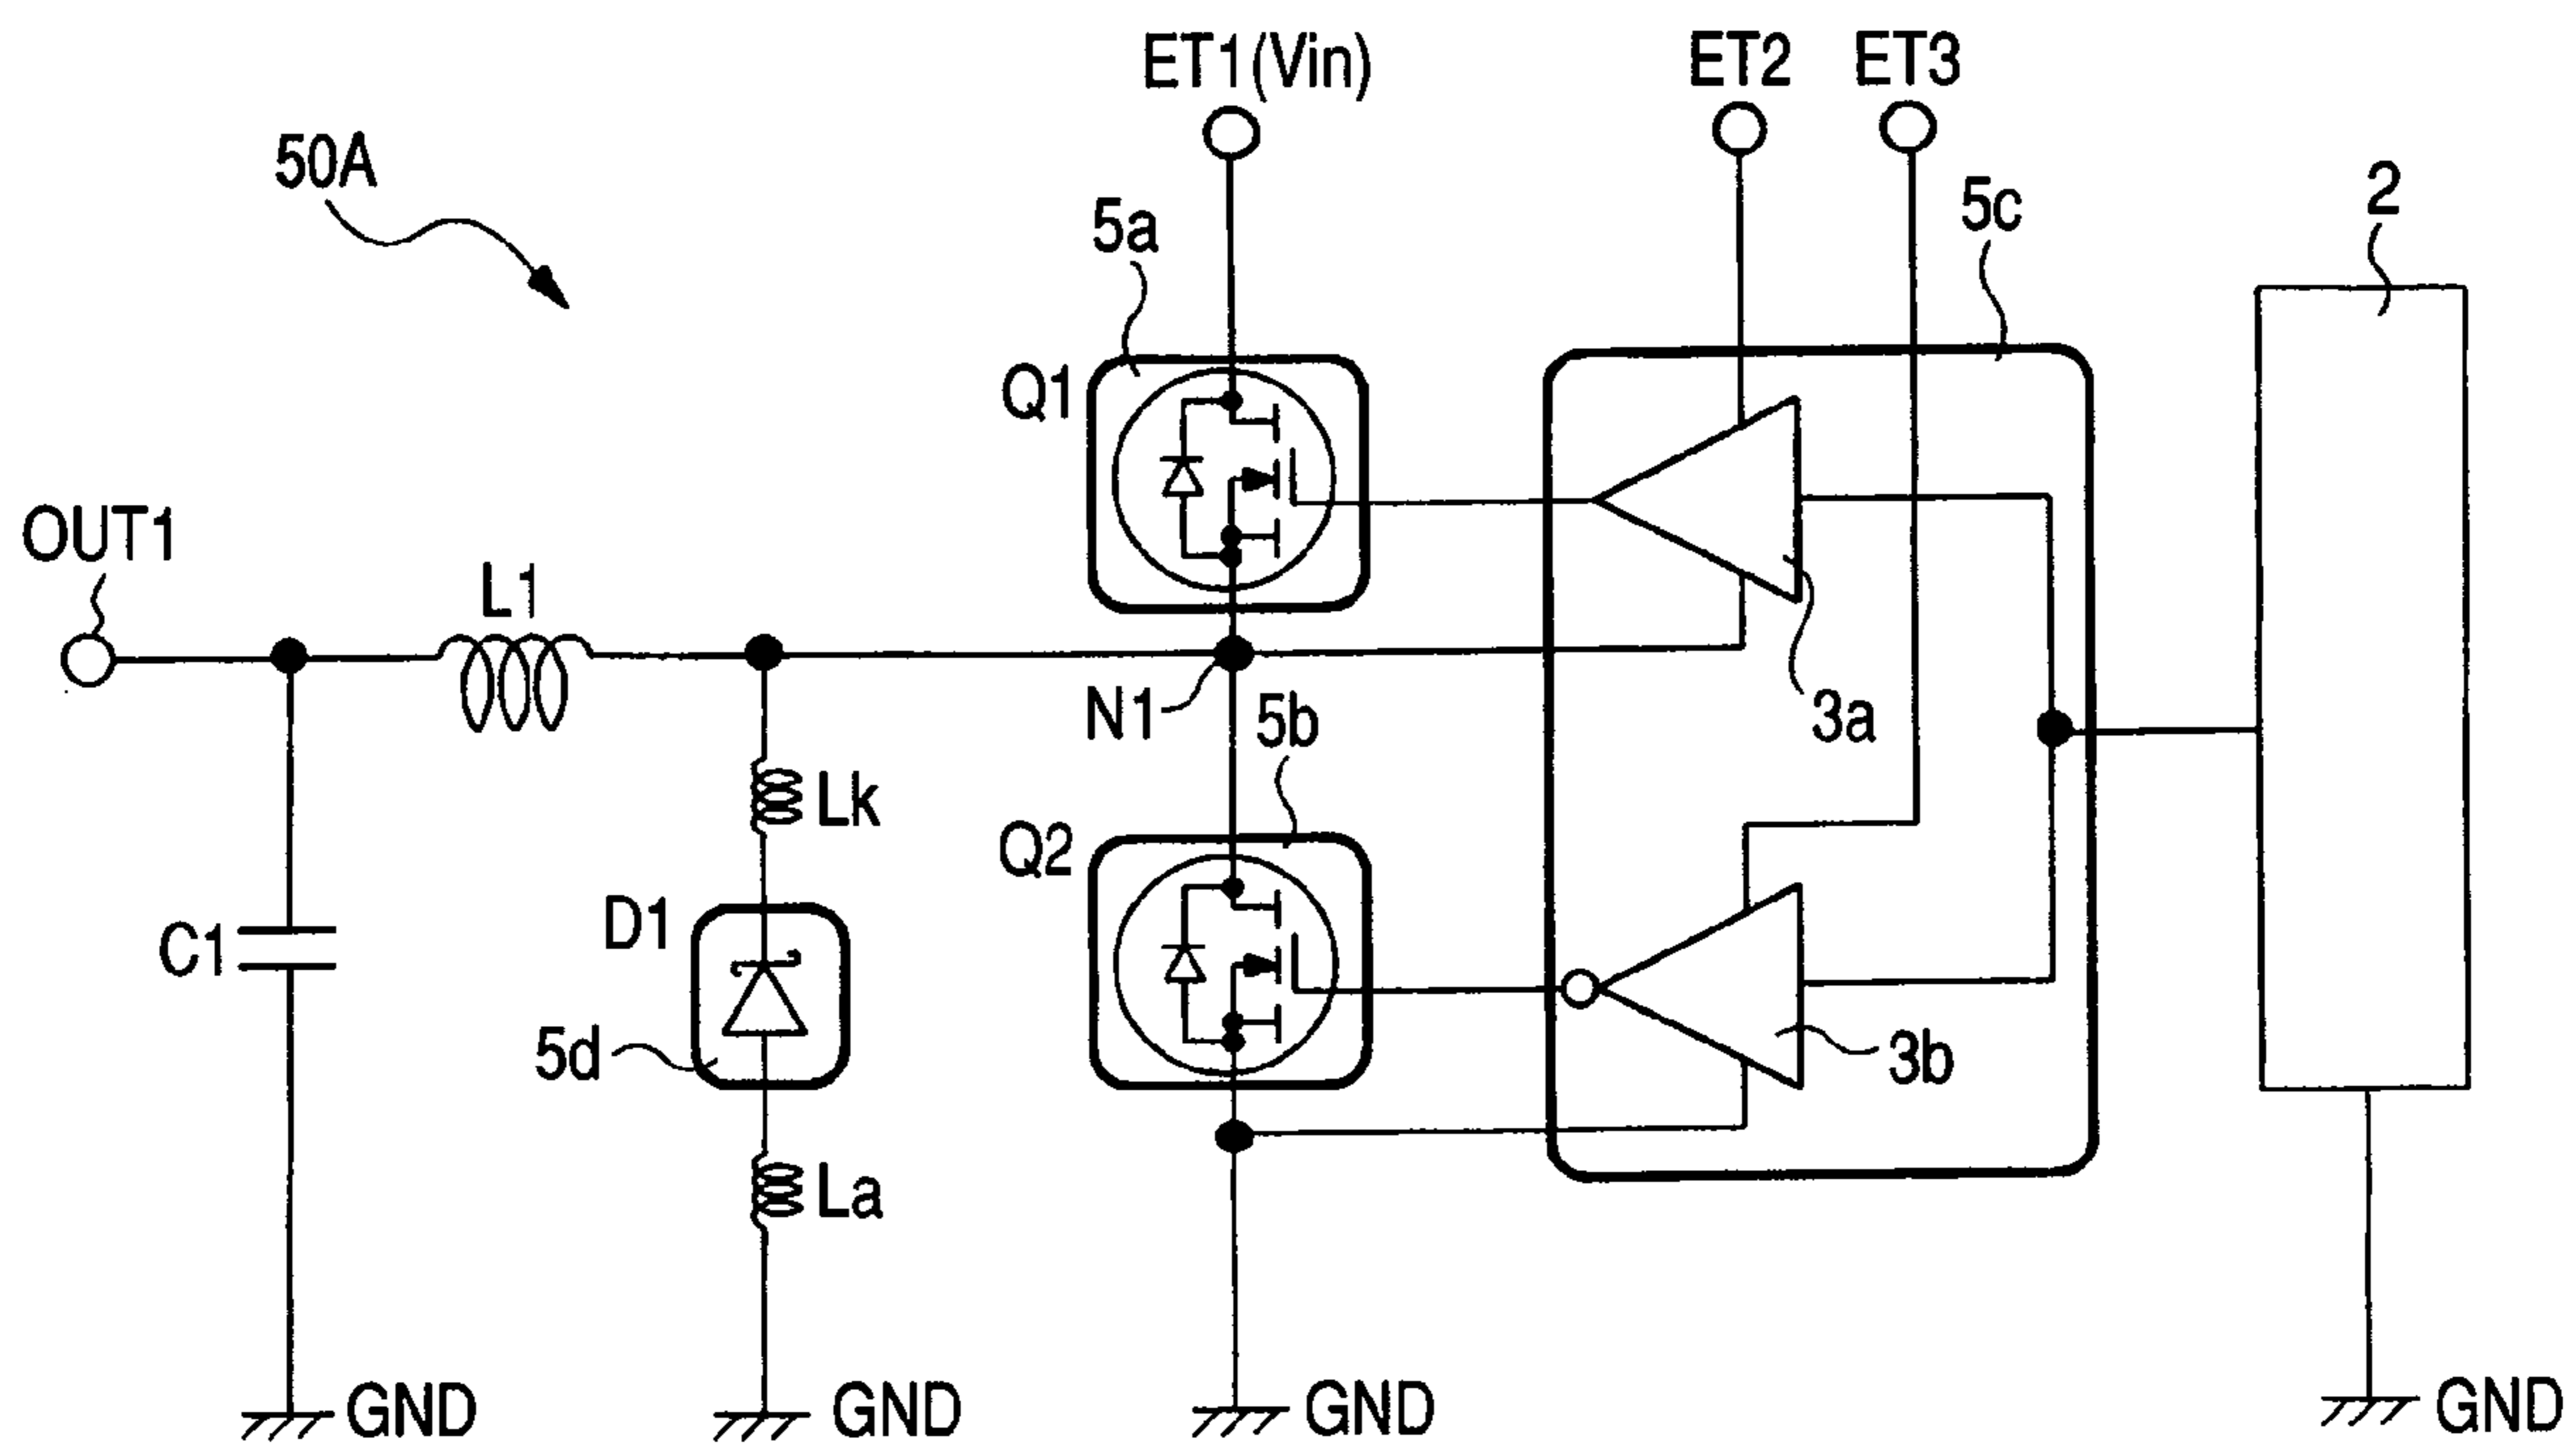 ET1(Vin)
ET2
ET3
50A
5a
5c
2
Q1
OUT1
L1
N1
5b
3a
Lk
Q2
D1
C1
5d
3b
La
GND
GND
GND
GND